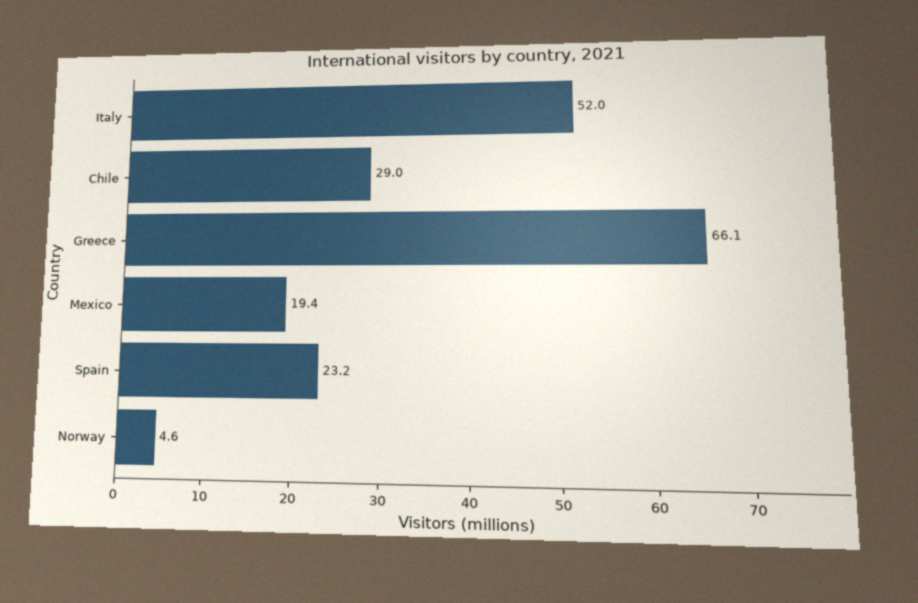 International visitors by country, 2021
Italy 52.0
Chile 29.0
Greece 66.1
Mexico 19.4
Spain 23.2
Norway 4.6
Country
0 10 20 30 40 50 60 70
Visitors (millions)